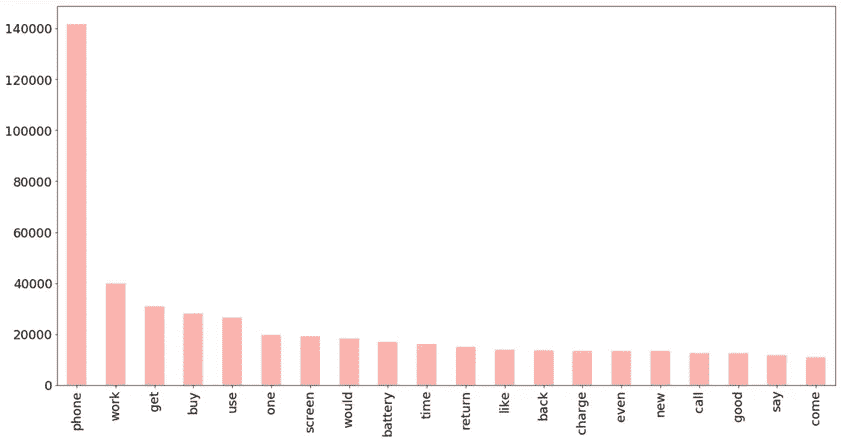 140000
120000
100000
80000
60000
40000
20000
0
phone
work
get
buy
use
one
screen
would
battery
time
return
like
back
charge
even
new
call
good
say
come